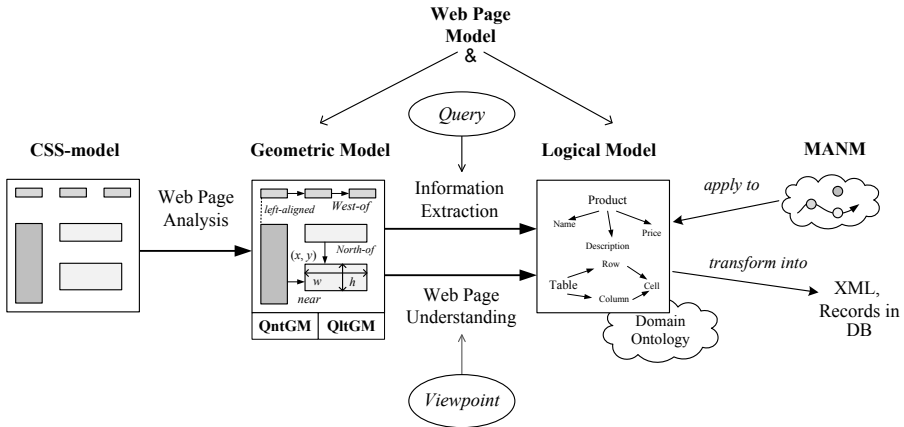 Web Page
Model
&
Query
CSS-model
Geometric Model
Logical Model
MANM
Web Page
Analysis
left-aligned
West-of
North-of
(x, y)
w
h
near
QntGM
QltGM
Information
Extraction
Web Page
Understanding
Viewpoint
Product
Name
Price
Description
Row
Table
Cell
Column
Domain
Ontology
apply to
transform into
XML,
Records in
DB